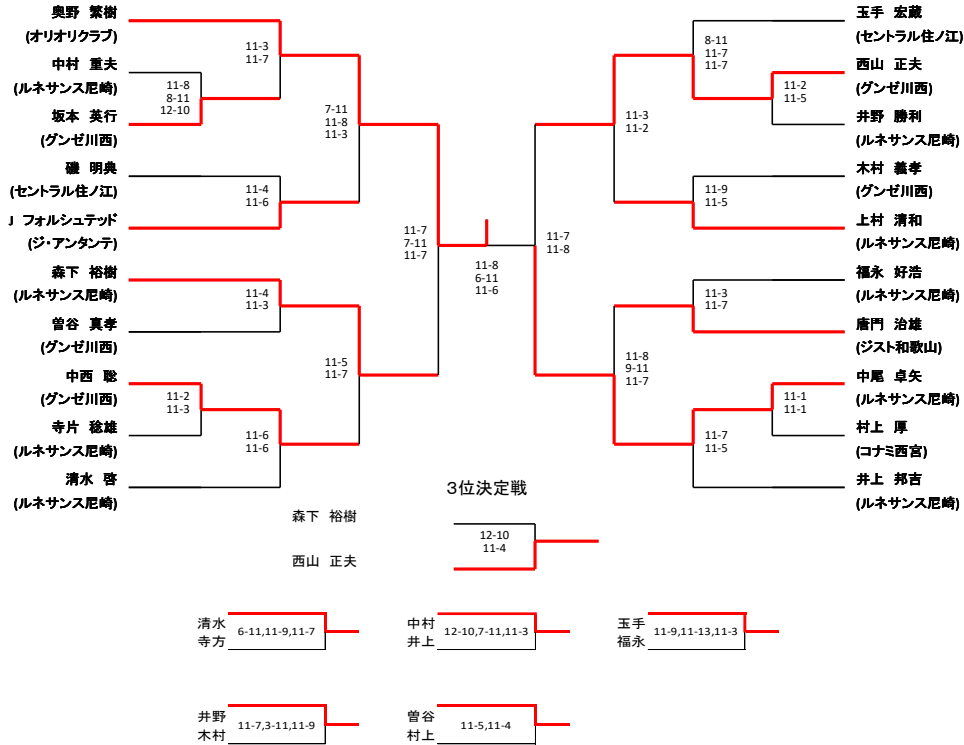 奥野 繁樹
(オリオリクラブ)
中村 重夫
(ルネサンス尼崎)
坂本 英行
(グンゼ川西)
磯 明典
(セントラル住ノ江)
J フォルシュテッド
(ジ・アンタンテ)
森下 裕樹
(ルネサンス尼崎)
曽谷 真孝
(グンゼ川西)
中西 聡
(グンゼ川西)
寺片 稔雄
(ルネサンス尼崎)
清水 啓
(ルネサンス尼崎)
11-3
11-7
11-8
8-11
12-10
11-4
11-6
11-4
11-3
11-2
11-3
11-6
11-6
7-11
11-8
11-3
11-5
11-7
11-7
7-11
11-7
11-8
6-11
11-6
11-7
11-8
11-3
11-2
11-8
9-11
11-7
8-11
11-7
11-7
11-2
11-5
11-9
11-5
11-3
11-7
11-1
11-1
11-7
11-5
玉手 宏蔵
(セントラル住ノ江)
西山 正夫
(グンゼ川西)
井野 勝利
(ルネサンス尼崎)
木村 義孝
(グンゼ川西)
上村 清和
(ルネサンス尼崎)
福永 好浩
(ルネサンス尼崎)
唐門 治雄
(ジスト和歌山)
中尾 卓矢
(ルネサンス尼崎)
村上 厚
(コナミ西宮)
井上 邦吉
(ルネサンス尼崎)
3位決定戦
森下 裕樹
西山 正夫
12-10
11-4
清水
寺方
6-11,11-9,11-7
中村
井上
12-10,7-11,11-3
玉手
福永
11-9,11-13,11-3
井野
木村
11-7,3-11,11-9
曽谷
村上
11-5,11-4